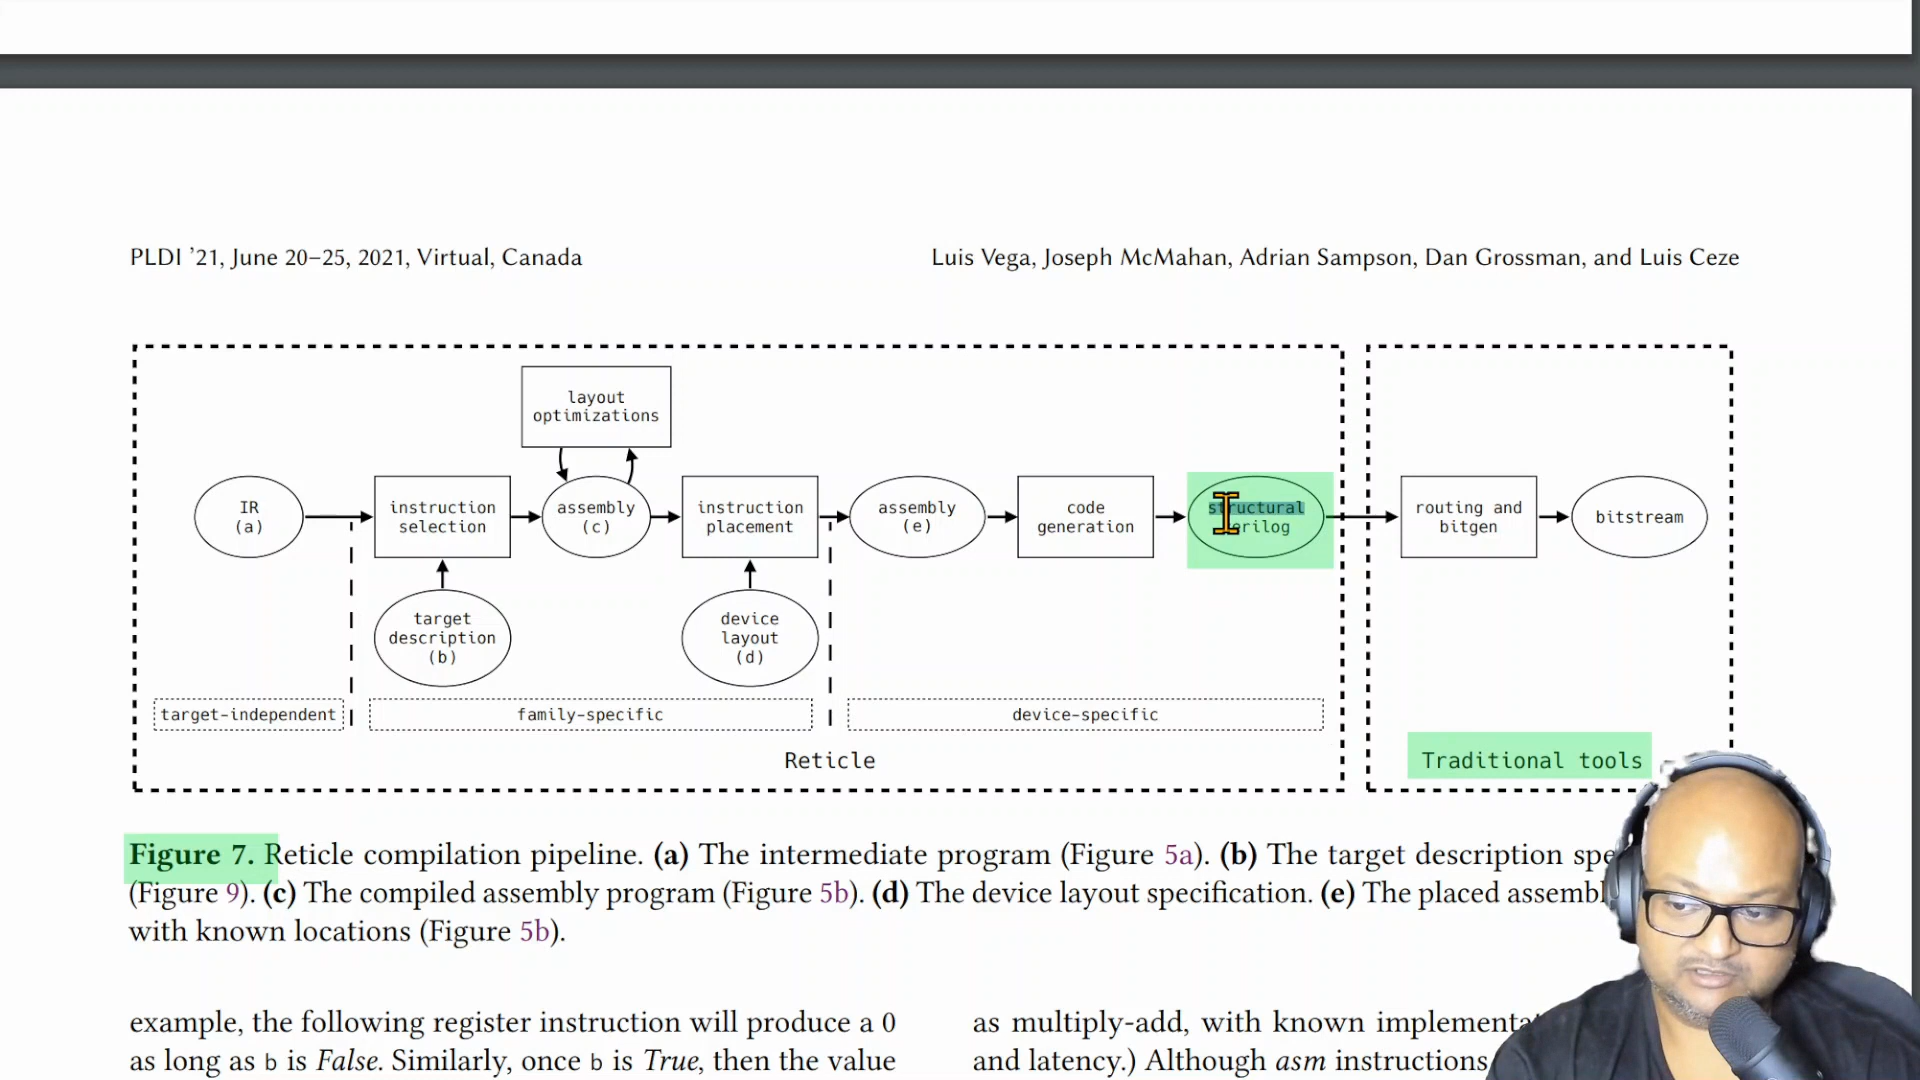 PLDI ’21, June 20–25, 2021, Virtual, Canada
Luis Vega, Joseph McMahan, Adrian Sampson, Dan Grossman, and Luis Ceze
layout
optimizations
IR
(a)
instruction
selection
assembly
(c)
instruction
placement
assembly
(e)
code
generation
structural
routing and
bitgen
bitstream
target
description
(b)
device
layout
(d)
target-independent
family-specific
device-specific
Reticle
Traditional tools
Figure 7. Reticle compilation pipeline. (a) The intermediate program (Figure 5a). (b) The target description
(Figure 9). (c) The compiled assembly program (Figure 5b). (d) The device layout specification. (e) The placed
with known locations (Figure 5b).
example, the following register instruction will produce a 0
as long as b is False. Similarly, once b is True, then the value
as multiply-add, with known
and latency.) Although asm instructions